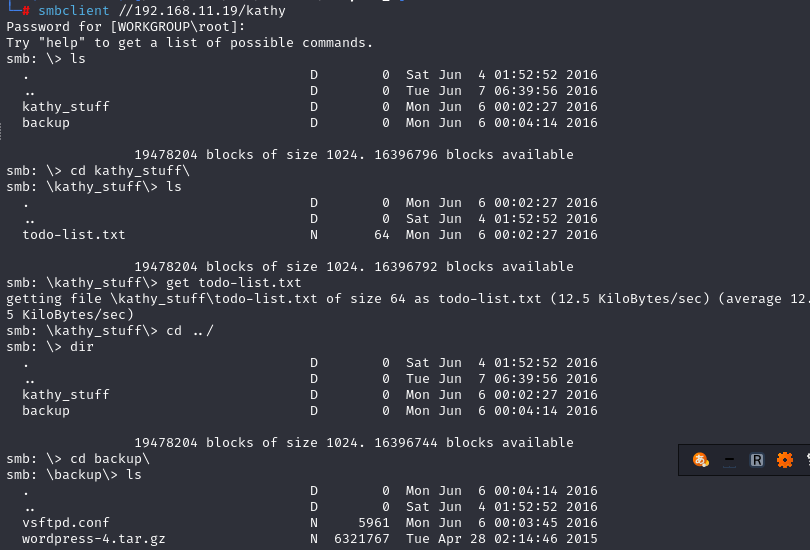 └─# smbclient //192.168.11.19/kathy
Password for [WORKGROUP\root]:
Try "help" to get a list of possible commands.
smb: \> ls
  .                                   D        0  Sat Jun  4 01:52:52 2016
  ..                                  D        0  Tue Jun  7 06:39:56 2016
  kathy_stuff                         D        0  Mon Jun  6 00:02:27 2016
  backup                              D        0  Mon Jun  6 00:04:14 2016
                19478204 blocks of size 1024. 16396796 blocks available
smb: \> cd kathy_stuff\
smb: \kathy_stuff\> ls
  .                                   D        0  Mon Jun  6 00:02:27 2016
  ..                                  D        0  Sat Jun  4 01:52:52 2016
  todo-list.txt                       N       64  Mon Jun  6 00:02:27 2016
                19478204 blocks of size 1024. 16396792 blocks available
smb: \kathy_stuff\> get todo-list.txt
getting file \kathy_stuff\todo-list.txt of size 64 as todo-list.txt (12.5 KiloBytes/sec) (average 12.
5 KiloBytes/sec)
smb: \kathy_stuff\> cd ../
smb: \> dir
  .                                   D        0  Sat Jun  4 01:52:52 2016
  ..                                  D        0  Tue Jun  7 06:39:56 2016
  kathy_stuff                         D        0  Mon Jun  6 00:02:27 2016
  backup                              D        0  Mon Jun  6 00:04:14 2016
                19478204 blocks of size 1024. 16396744 blocks available
smb: \> cd backup\
smb: \backup\> ls
あ R
  .                                   D        0  Mon Jun  6 00:04:14 2016
  ..                                  D        0  Sat Jun  4 01:52:52 2016
  vsftpd.conf                         N     5961  Mon Jun  6 00:03:45 2016
  wordpress-4.tar.gz                  N  6321767  Tue Apr 28 02:14:46 2015